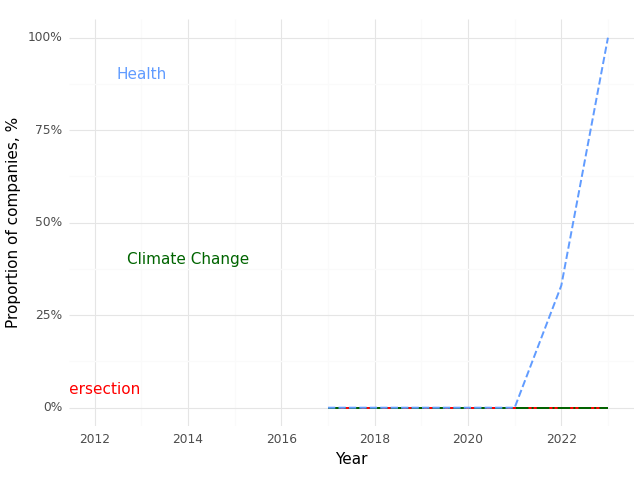 100%
Health
75%
Proportion of companies, %
50%
Climate Change
25%
ersection
0%
2012 2014 2016 2018 2020 2022
Year